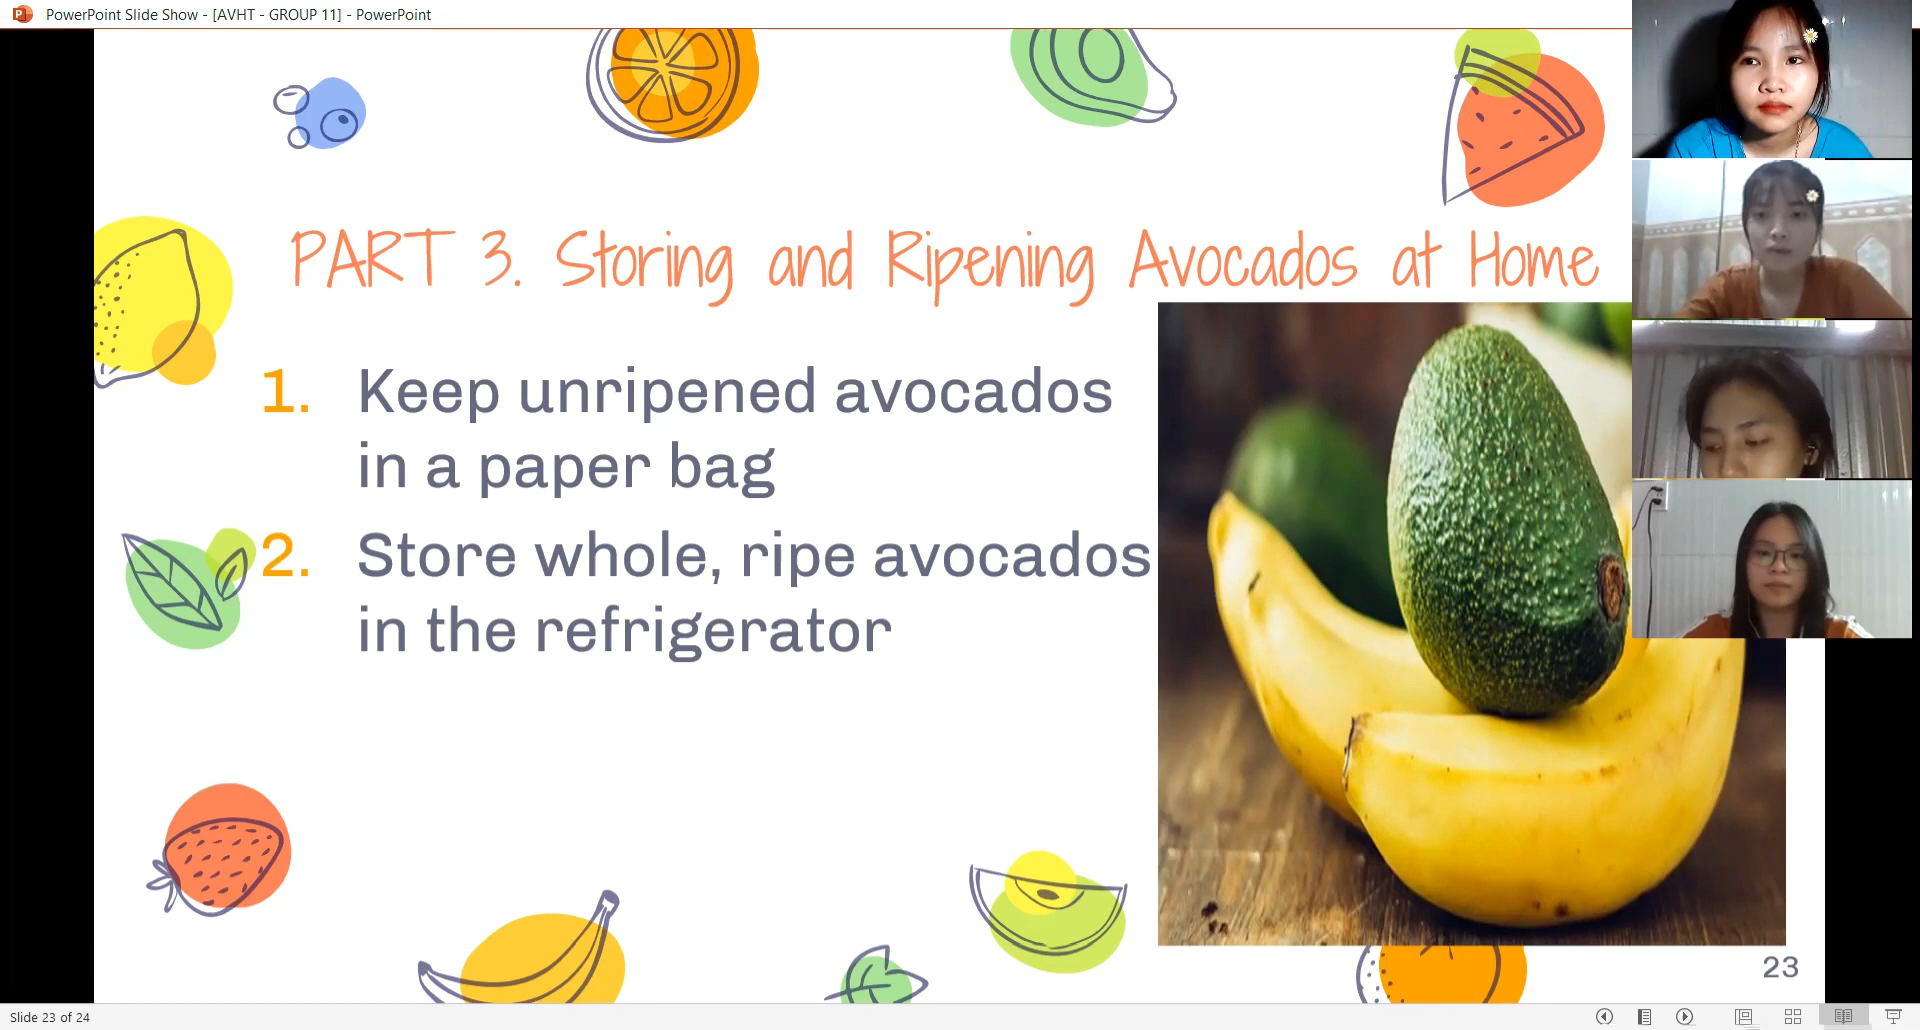 PowerPoint Slide Show - [AVHT - GROUP 11] - PowerPoint
PART 3. Storing and Ripening Avocados at Home
1. Keep unripened avocados
in a paper bag
2. Store whole, ripe avocados
in the refrigerator
23
Slide 23 of 24